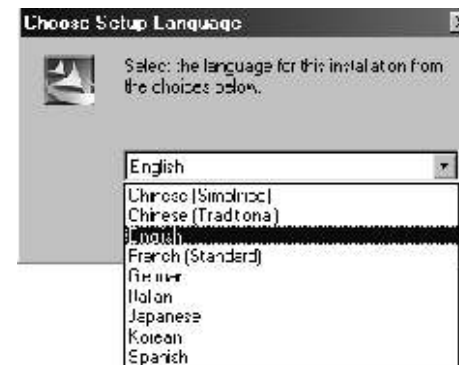 Choose Setup Language
Select the language for this installation from
the choices below.
English
Chinese (Simplified)
Chinese (Traditional)
English
French (Standard)
German
Italian
Japanese
Korean
Spanish